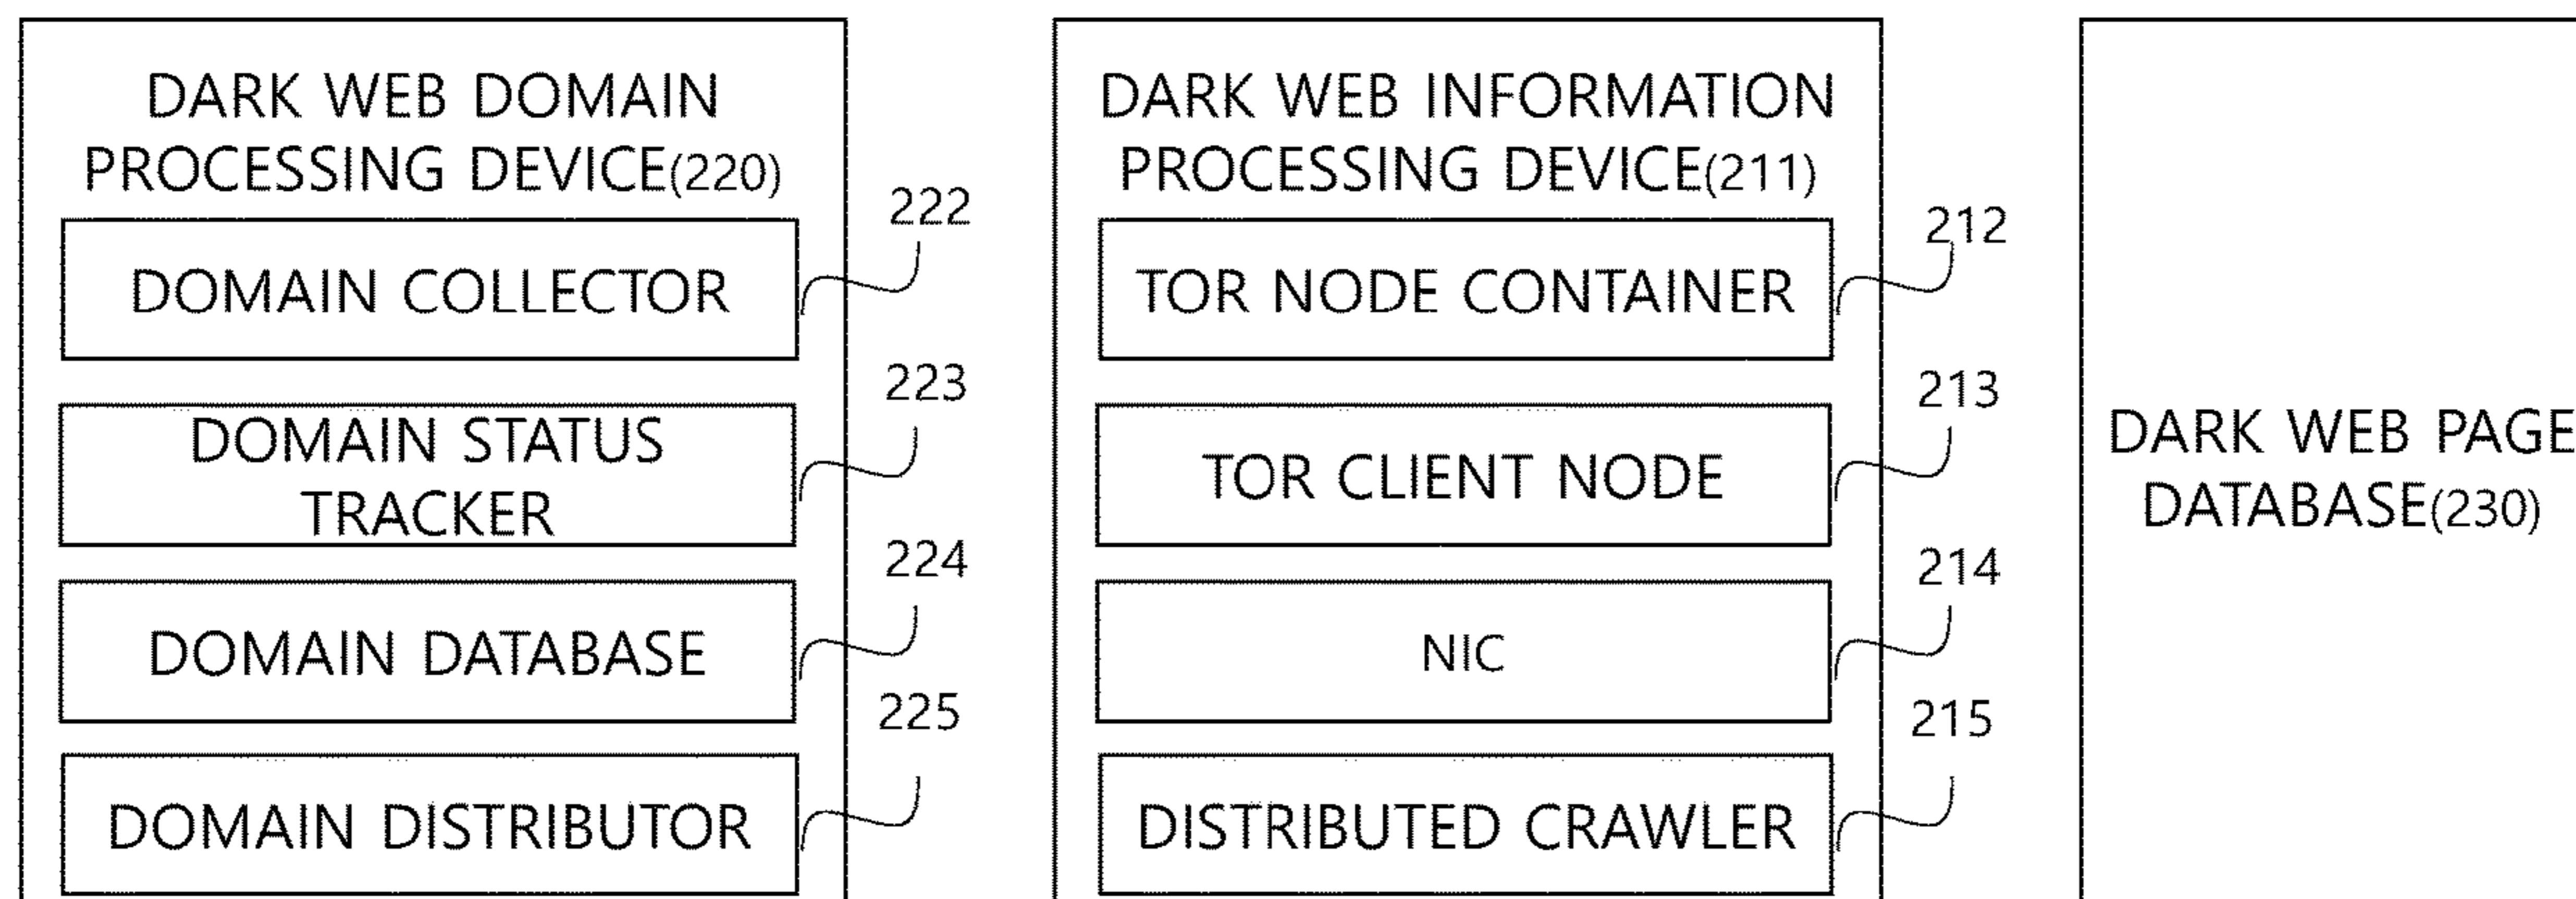 DARK WEB DOMAIN
PROCESSING DEVICE(220)
222
DOMAIN COLLECTOR
223
DOMAIN STATUS
TRACKER
224
DOMAIN DATABASE
225
DOMAIN DISTRIBUTOR
DARK WEB INFORMATION
PROCESSING DEVICE(211)
212
TOR NODE CONTAINER
213
TOR CLIENT NODE
214
NIC
215
DISTRIBUTED CRAWLER
DARK WEB PAGE
DATABASE(230)